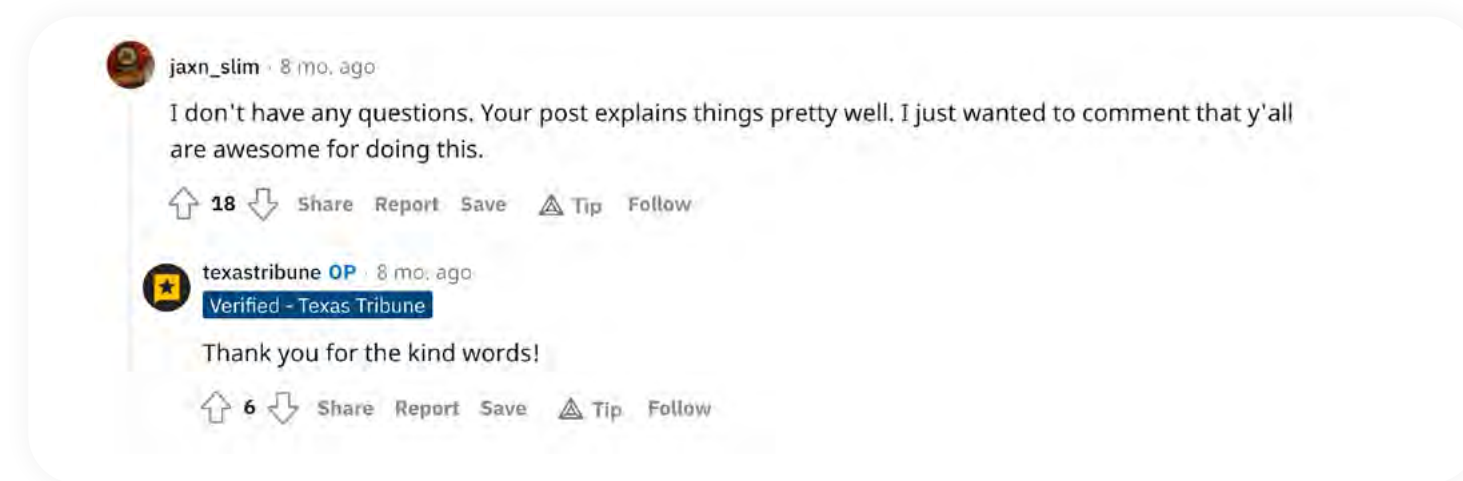 jaxn_slim · 8 mo. ago
I don't have any questions. Your post explains things pretty well. I just wanted to comment that y'all
are awesome for doing this.
18 Share Report Save Tip Follow
texastribune OP · 8 mo. ago
Verified - Texas Tribune
Thank you for the kind words!
6 Share Report Save Tip Follow